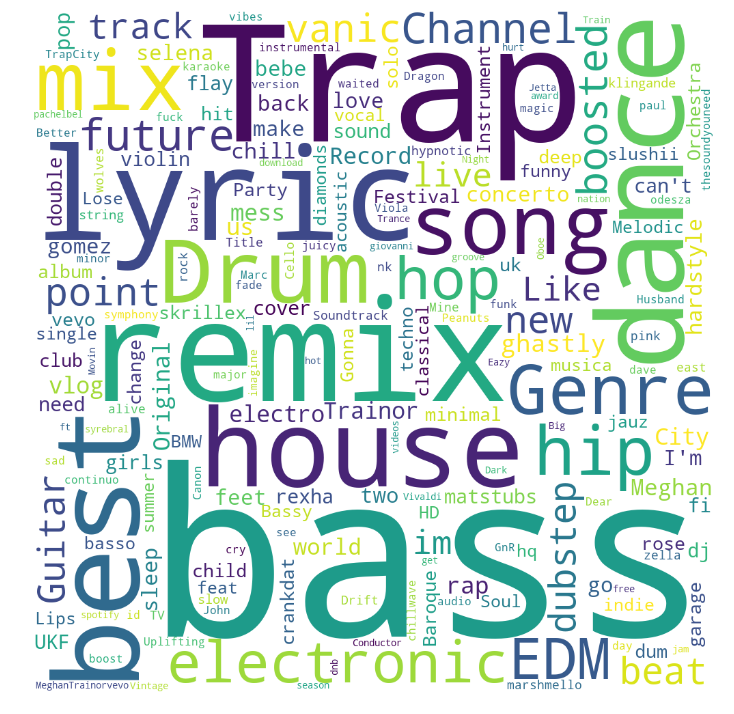 pop
track
vibes
instrumental
vanic
Channel
Train
hurt
TrapCity
karaoke
selena
version
bebe
solo
waited
Dragon
Jetta
award
klingande
paul
Orchestra
thesoundyouneed
mix
Trap
dance
boosted
pachelbel
fuck
flay
back
love
vocal
Instrument
magic
Better
hit
make
sound
hypnotic
Night
deep
slushii
future
wolves
violin
chill
download
Record
live
funny
nation
can't
odesza
double
Lose
barely
Party
diamonds
acoustic
Festival
concerto
string
lyric
mess
Viola
Trance
song
Melodic
gomez
minor
us
Title
juicy
giovanni
Oboe
hardstyle
album
rock
Marc
fade
Cello
nk
groove
uk
Husband
point
Drum
hop
Like
vevo
symphony
skrillex
Soundtrack
Mine
funk
pink
single
lil
cover
techno
Peanuts
new
club
Movin
change
imagine
Gonna
classical
ghastly
dave
east
vlog
remix
major
hot
Eazy
musica
need
Original
Genre
alive
electro
Trainor
minimal
jauz
City
ft
syrebral
best
BMW
house
videos
Big
hip
I'm
sad
girls
Dark
continuo
Guitar
summer
Canon
feet
rexha
two
Vivaldi
matstubs
Dear
Meghan
fi
bass
Bassy
HD
dubstep
basso
sleep
cry
see
world
im
GnR
hq
rose
dj
zella
child
get
go
free
Lips
slow
feat
crankdat
Drift
chillwave
Baroque
rap
indie
garage
spotify
id
TV
John
audio
Soul
UKF
Uplifting
Conductor
day
jam
dum
boost
electronic
EDM
beat
dnb
MeghanTrainorvevo
Vintage
season
marshmello